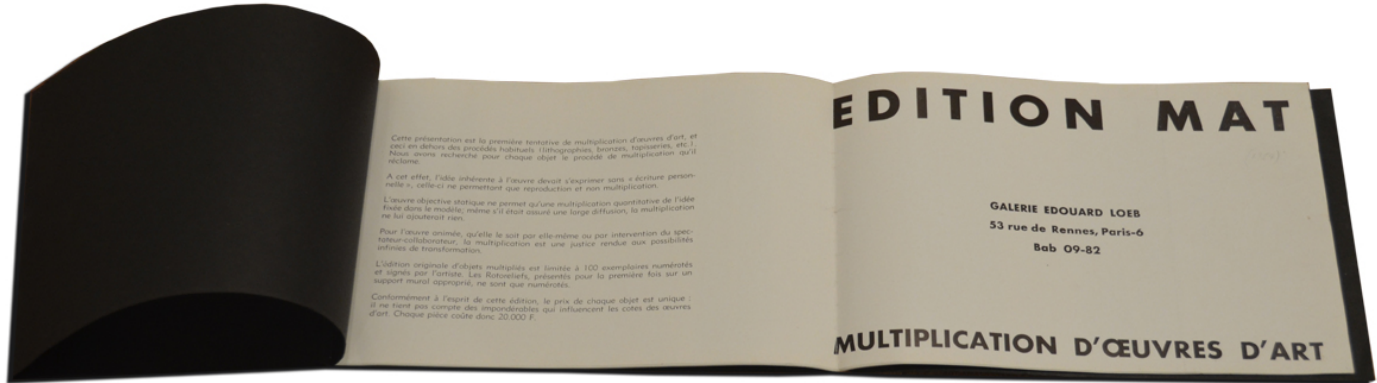 Cette présentation est la première tentative de multiplication d'œuvres d'art, et
ceci en dehors des procédés habituels (lithographies, bronzes, tapisseries, etc.).
Nous avons recherché pour chaque objet le procédé de multiplication qu'il
réclame.
A cet effet, l'idée inhérente à l'œuvre devait s'exprimer sans « écriture person-
nelle », celle-ci ne permettant que reproduction et non multiplication.
L'œuvre objective statique ne permet qu'une multiplication quantitative de l'idée
fixée dans le modèle; même s'il était assuré une large diffusion, la multiplication
ne lui ajouterait rien.
Pour l'œuvre animée, qu'elle le soit par elle-même ou par intervention du spec-
tateur-collaborateur, la multiplication est une justice rendue aux possibilités
infinies de transformation.
L'édition originale d'objets multipliés est limitée à 100 exemplaires numérotés
et signés par l'artiste. Les Rotoreliefs, présentés pour la première fois sur un
support mural approprié, ne sont que numérotés.
Conformément à l'esprit de cette édition, le prix de chaque objet est unique :
il ne tient pas compte des impondérables qui influencent les cotes des œuvres
d'art. Chaque pièce coûte donc 20.000 F.
EDITION MAT
GALERIE EDOUARD LOEB
53 rue de Rennes, Paris-6
Bab 09-82
MULTIPLICATION D'ŒUVRES D'ART